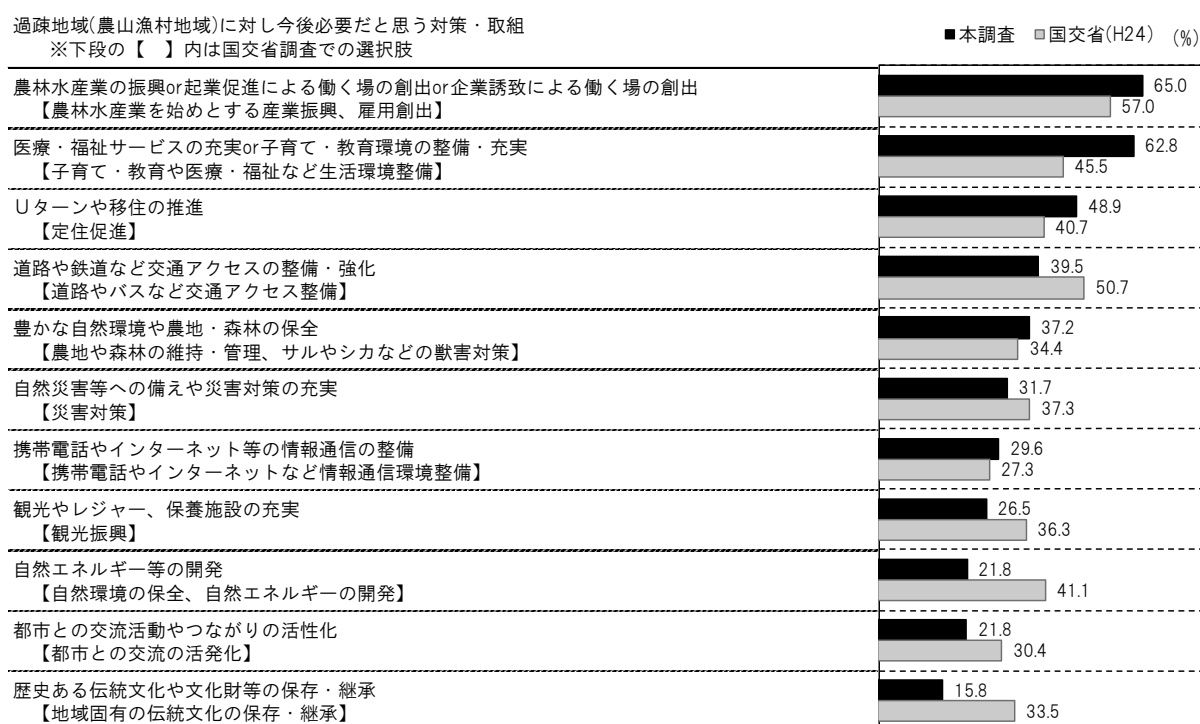 過疎地域(農山漁村地域)に対し今後必要だと思う対策・取組
※下段の【　】内は国交省調査での選択肢
■本調査　□国交省(H24)　(%)
農林水産業の振興or起業促進による働く場の創出or企業誘致による働く場の創出
【農林水産業を始めとする産業振興、雇用創出】
65.0
57.0
医療・福祉サービスの充実or子育て・教育環境の整備・充実
【子育て・教育や医療・福祉など生活環境整備】
62.8
45.5
Uターンや移住の推進
【定住促進】
48.9
40.7
道路や鉄道など交通アクセスの整備・強化
【道路やバスなど交通アクセス整備】
39.5
50.7
豊かな自然環境や農地・森林の保全
【農地や森林の維持・管理、サルやシカなどの獣害対策】
37.2
34.4
自然災害等への備えや災害対策の充実
【災害対策】
31.7
37.3
携帯電話やインターネット等の情報通信の整備
【携帯電話やインターネットなど情報通信環境整備】
29.6
27.3
観光やレジャー、保養施設の充実
【観光振興】
26.5
36.3
自然エネルギー等の開発
【自然環境の保全、自然エネルギーの開発】
21.8
41.1
都市との交流活動やつながりの活性化
【都市との交流の活発化】
21.8
30.4
歴史ある伝統文化や文化財等の保存・継承
【地域固有の伝統文化の保存・継承】
15.8
33.5